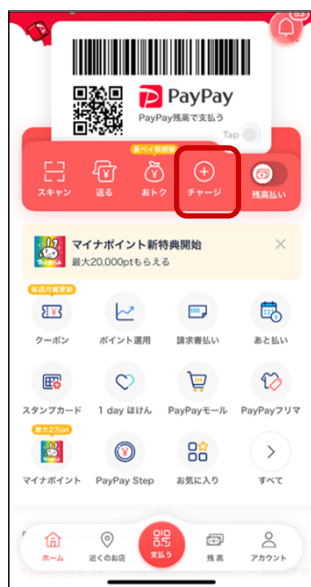 53
PayPay
PayPay残高で支払う
Tap
夏ペイ祭開催
スキャン
送る
おトク
チャージ
残高払い
マイナポイント新特典開始
最大20,000ptもらえる
毎週月曜更新
クーポン
ポイント運用
請求書払い
あと払い
スタンプカード
1 day ほけん
PayPayモール
PayPayフリマ
最大2万pt
マイナポイント
PayPay Step
お気に入り
すべて
ホーム
近くのお店
支払う
残高
アカウント